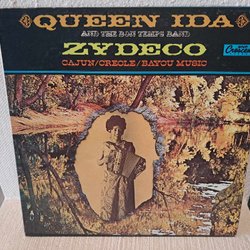 QUEEN IDA
AND THE BON TEMPS BAND
ZYDECO
CAJUN/CREOLE/BAYOU MUSIC